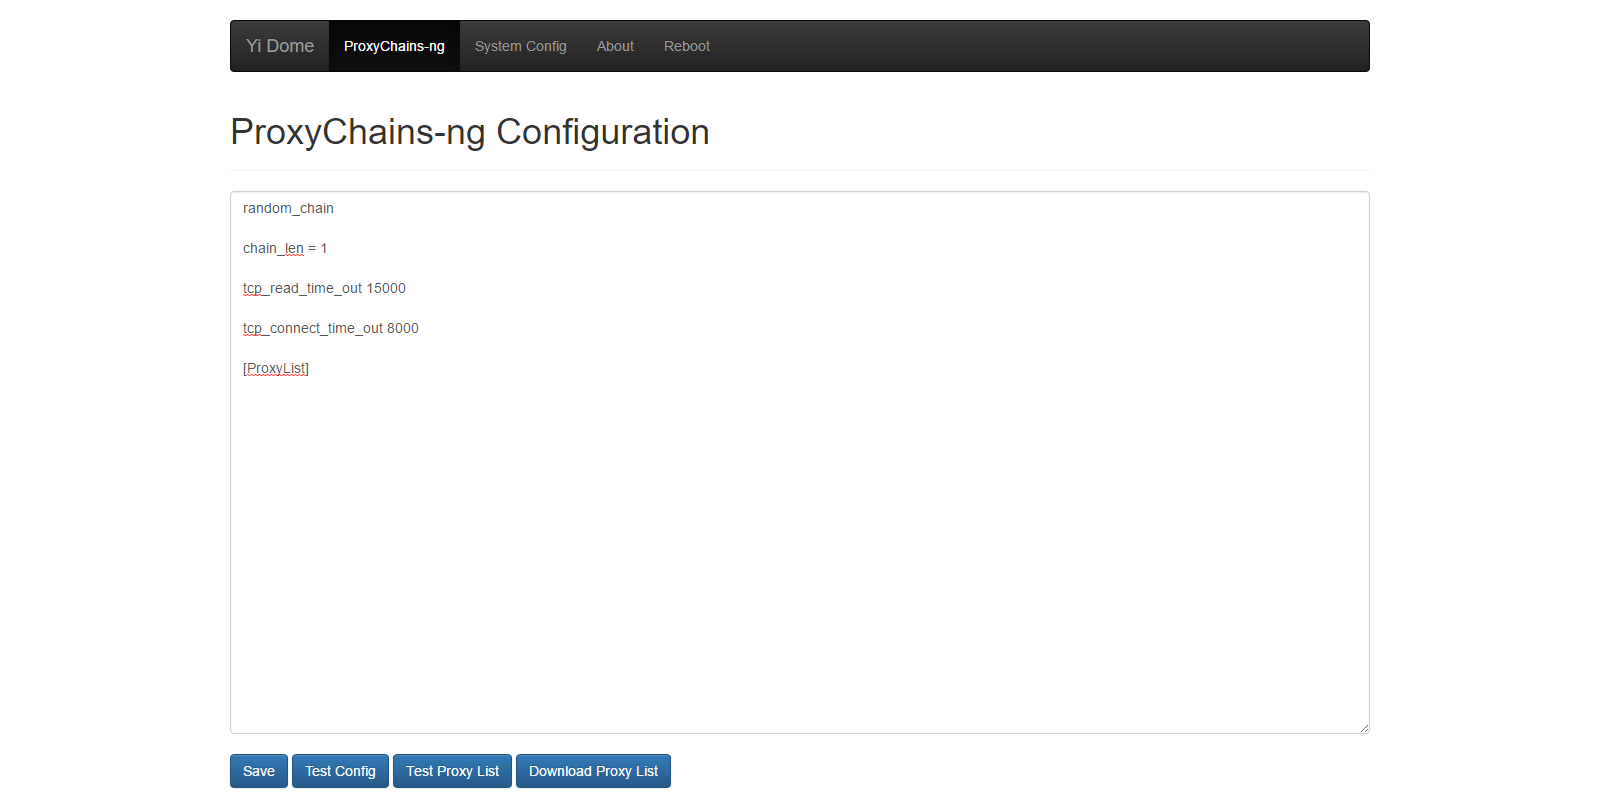 Yi Dome ProxyChains-ng System Config About Reboot
ProxyChains-ng Configuration
random_chain
chain_len = 1
tcp_read_time_out 15000
tcp_connect_time_out 8000
[ProxyList]
Save Test Config Test Proxy List Download Proxy List